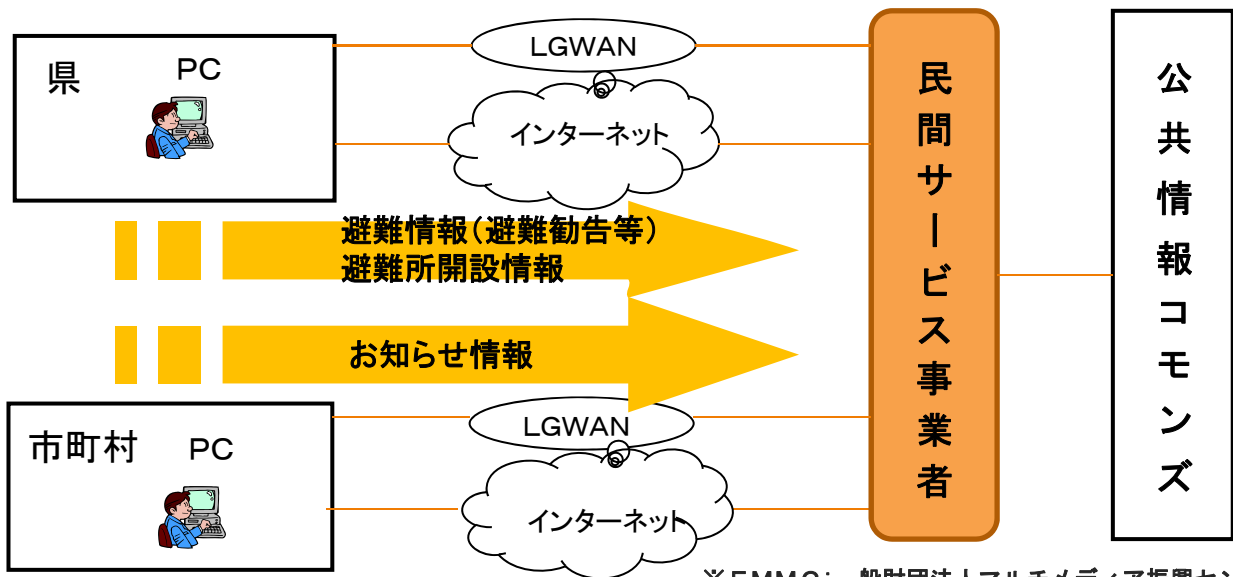 県
PC
LGWAN
インターネット
避難情報(避難勧告等)
避難所開設情報
お知らせ情報
市町村
PC
LGWAN
インターネット
民間サービス事業者
公共情報コモンズ